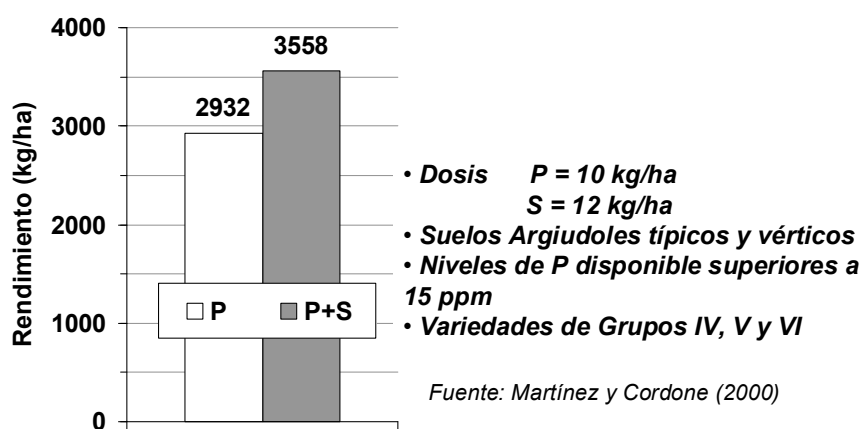 4000
3000
2000
1000
0
Rendimiento (kg/ha)
2932
3558
P
P+S
• Dosis P = 10 kg/ha
S = 12 kg/ha
• Suelos Argiudoles típicos y vérticos
• Niveles de P disponible superiores a
15 ppm
• Variedades de Grupos IV, V y VI
Fuente: Martínez y Cordone (2000)